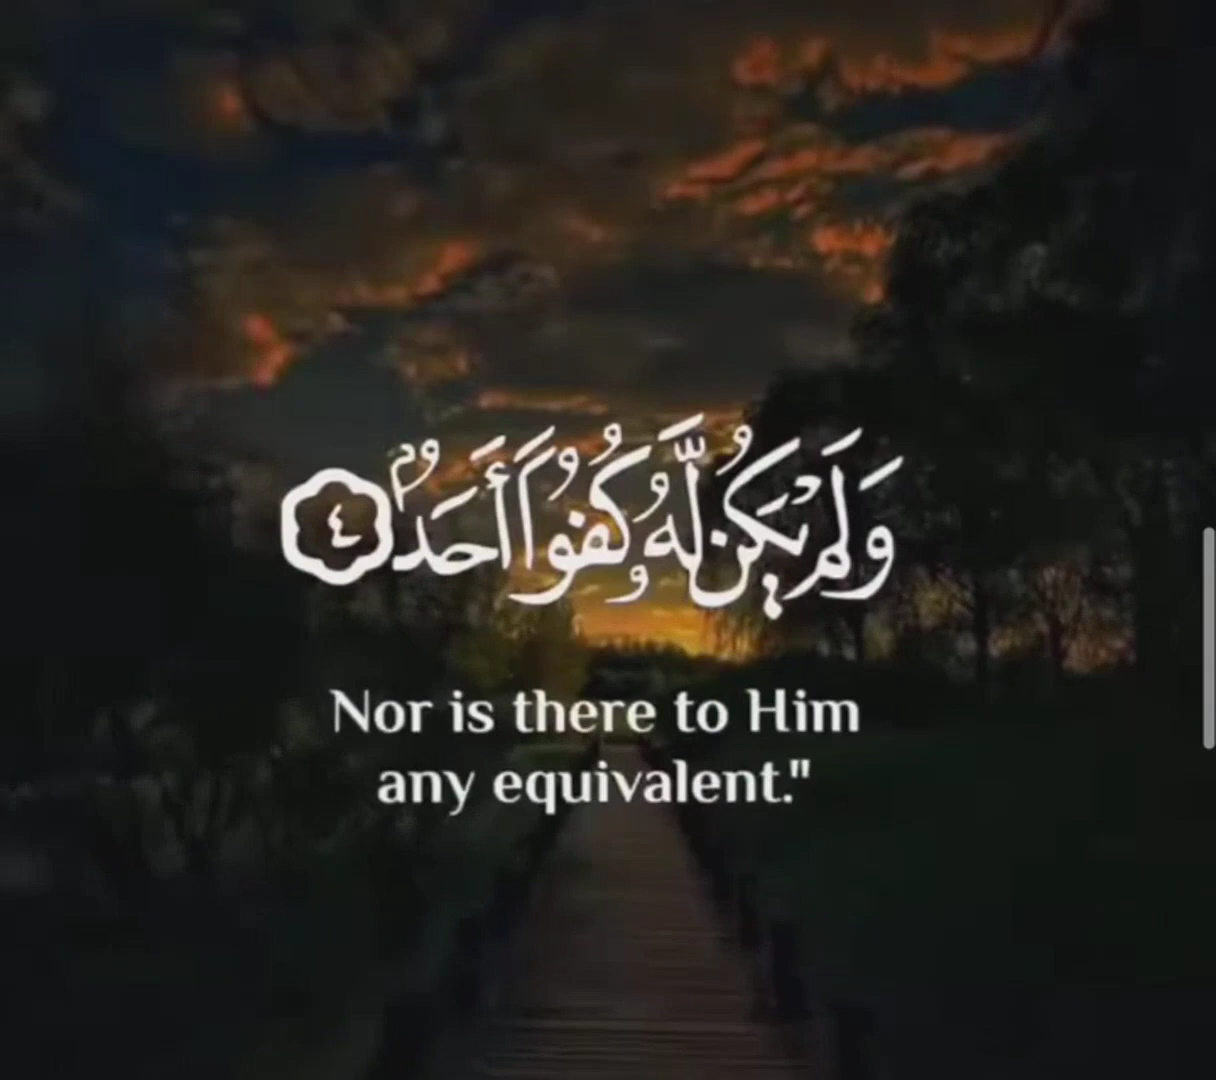 وَلَمْ يَكُن لَّهُۥ كُفُوًا أَحَدٌۢ ٤
Nor is there to Him
any equivalent."